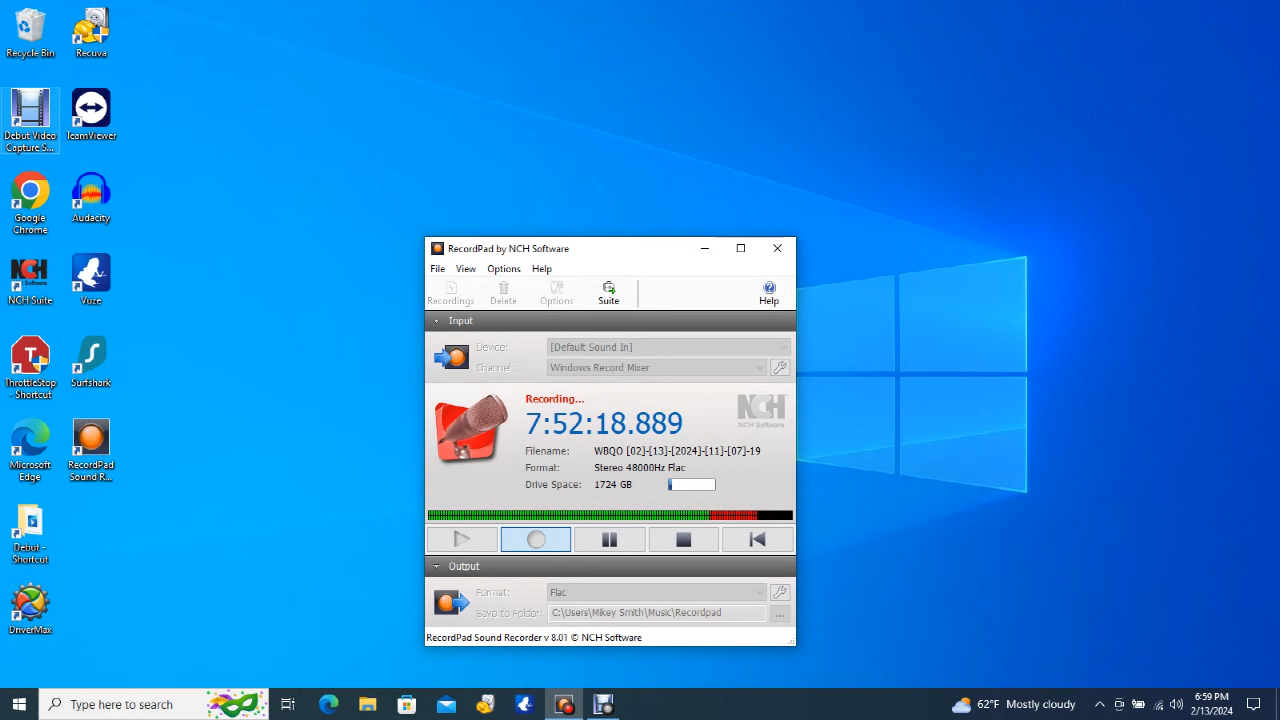 Recycle Bin
Recuva
Debut Video
Capture S...
TeamViewer
Google
Chrome
Audacity
NCH
Software
NCH Suite
Vuze
ThrottleStop
- Shortcut
Surfshark
Microsoft
Edge
RecordPad
Sound R...
Debut -
Shortcut
DriverMax
RecordPad by NCH Software
File View Options Help
Recordings Delete Options Suite Help
Input
Device: [Default Sound In]
Channel: Windows Record Mixer
Recording...
7:52:18.889
NCH
NCH Software
Filename: WBQO [02]-[13]-[2024]-[11]-[07]-19
Format: Stereo 48000Hz Flac
Drive Space: 1724 GB
Output
Format: Flac
Save to Folder: C:\Users\Mikey Smith\Music\Recordpad
...
RecordPad Sound Recorder v 8.01 © NCH Software
Type here to search
62°F Mostly cloudy
6:59 PM
2/13/2024